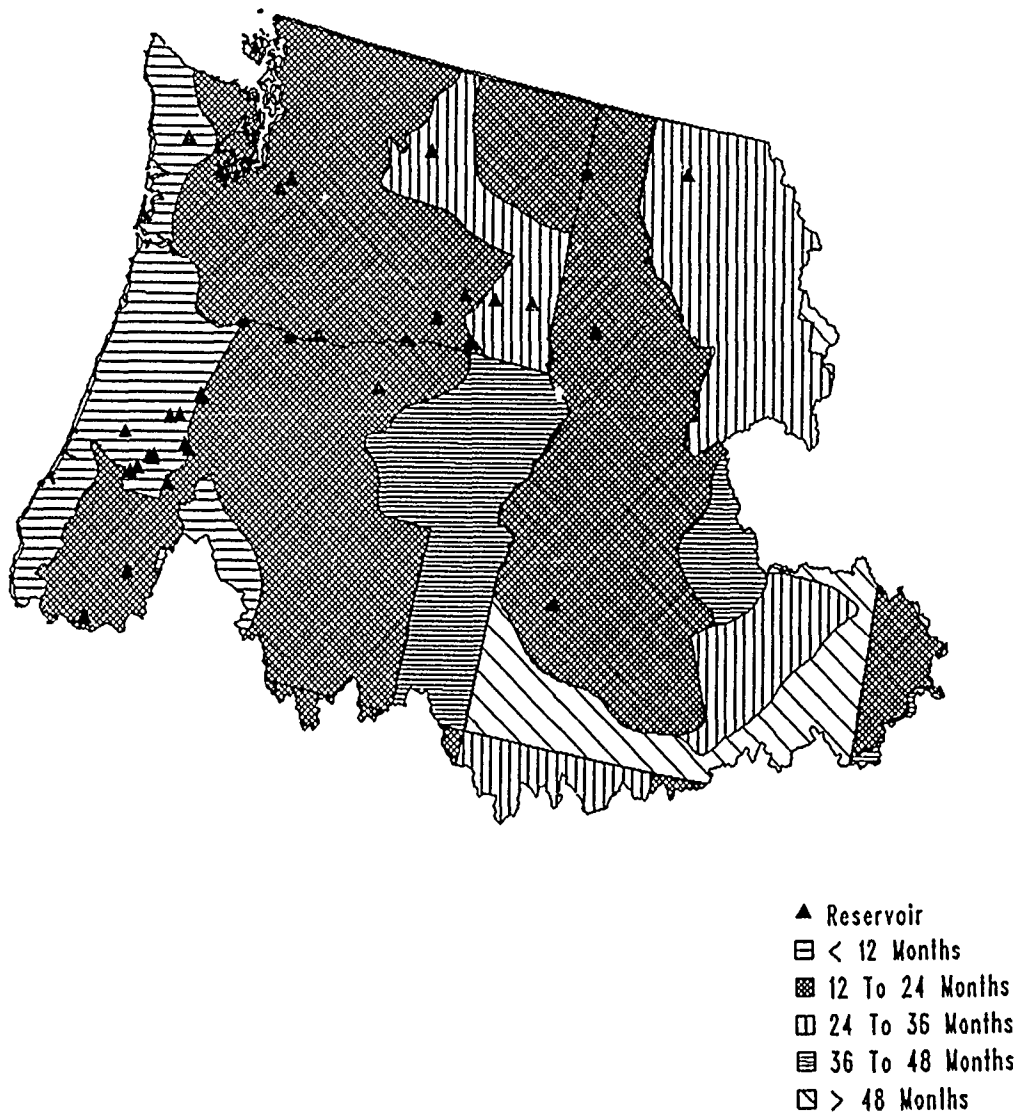 Reservoir
< 12 Months
12 To 24 Months
24 To 36 Months
36 To 48 Months
> 48 Months